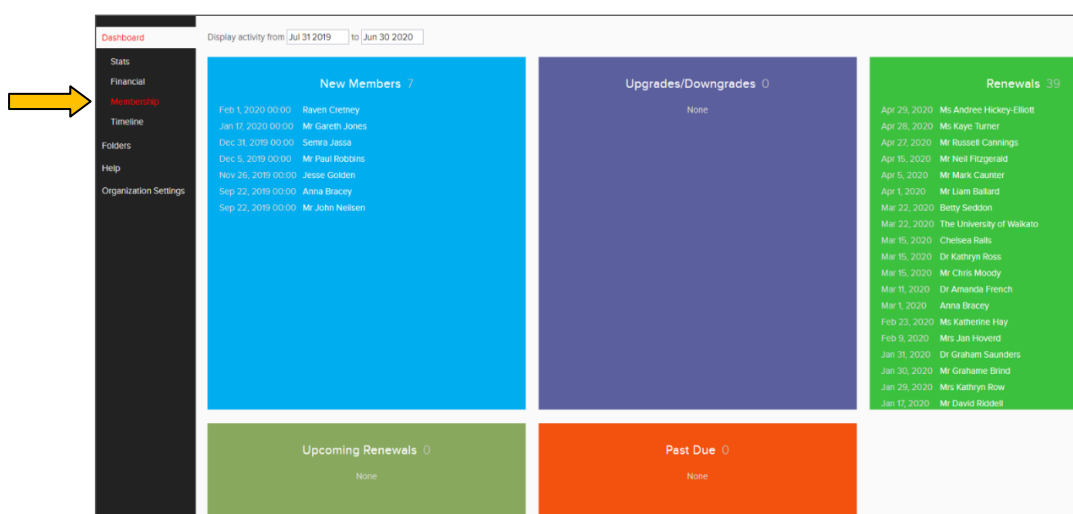 Dashboard
Stats
Financial
Membership
Timeline
Folders
Help
Organization Settings
Display activity from Jul 31 2019 to Jun 30 2020
New Members 7
Feb 1, 2020 00:00 Raven Cretney
Jan 17, 2020 00:00 Mr Gareth Jones
Dec 31, 2019 00:00 Semra Jassa
Dec 5, 2019 00:00 Mr Paul Robbins
Nov 26, 2019 00:00 Jesse Golden
Sep 22, 2019 00:00 Anna Bracey
Sep 22, 2019 00:00 Mr John Neilsen
Upgrades/Downgrades 0
None
Renewals 39
Apr 29, 2020 Ms Andree Hickey-Elliott
Apr 28, 2020 Ms Kaye Turner
Apr 27, 2020 Mr Russell Cannings
Apr 15, 2020 Mr Neil Fitzgerald
Apr 5, 2020 Mr Mark Caunter
Apr 1, 2020 Mr Liam Ballard
Mar 22, 2020 Betty Seddon
Mar 22, 2020 The University of Waikato
Mar 15, 2020 Chelsea Ralls
Mar 15, 2020 Dr Kathryn Ross
Mar 15, 2020 Mr Chris Moody
Mar 11, 2020 Dr Amanda French
Mar 1, 2020 Anna Bracey
Feb 23, 2020 Ms Katherine Hay
Feb 9, 2020 Mrs Jan Hoverd
Jan 31, 2020 Dr Graham Saunders
Jan 30, 2020 Mr Grahame Brind
Jan 29, 2020 Mrs Kathryn Row
Jan 17, 2020 Mr David Riddell
Upcoming Renewals 0
None
Past Due 0
None